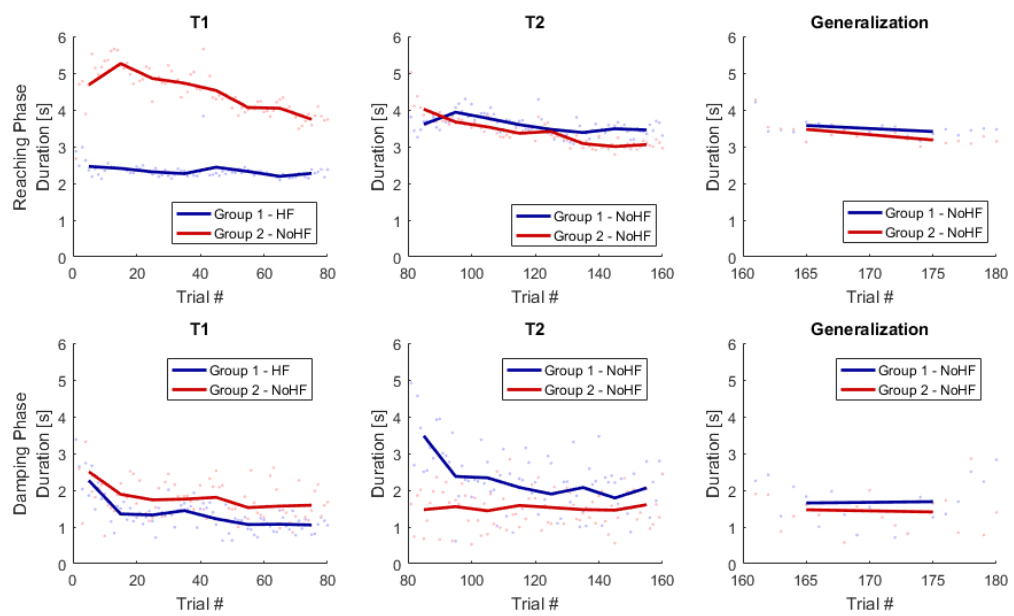 T1
T2
Generalization
Reaching Phase
Duration [s]
6
5
4
3
2
1
0
Group 1 - HF
Group 2 - NoHF
0 20 40 60 80
Trial #
6
5
4
3
2
1
0
Duration [s]
Group 1 - NoHF
Group 2 - NoHF
80 100 120 140 160
Trial #
6
5
4
3
2
1
0
Duration [s]
Group 1 - NoHF
Group 2 - NoHF
160 165 170 175 180
Trial #
T1
T2
Generalization
Damping Phase
Duration [s]
6
5
4
3
2
1
0
Group 1 - HF
Group 2 - NoHF
0 20 40 60 80
Trial #
6
5
4
3
2
1
0
Duration [s]
Group 1 - NoHF
Group 2 - NoHF
80 100 120 140 160
Trial #
6
5
4
3
2
1
0
Duration [s]
Group 1 - NoHF
Group 2 - NoHF
160 165 170 175 180
Trial #